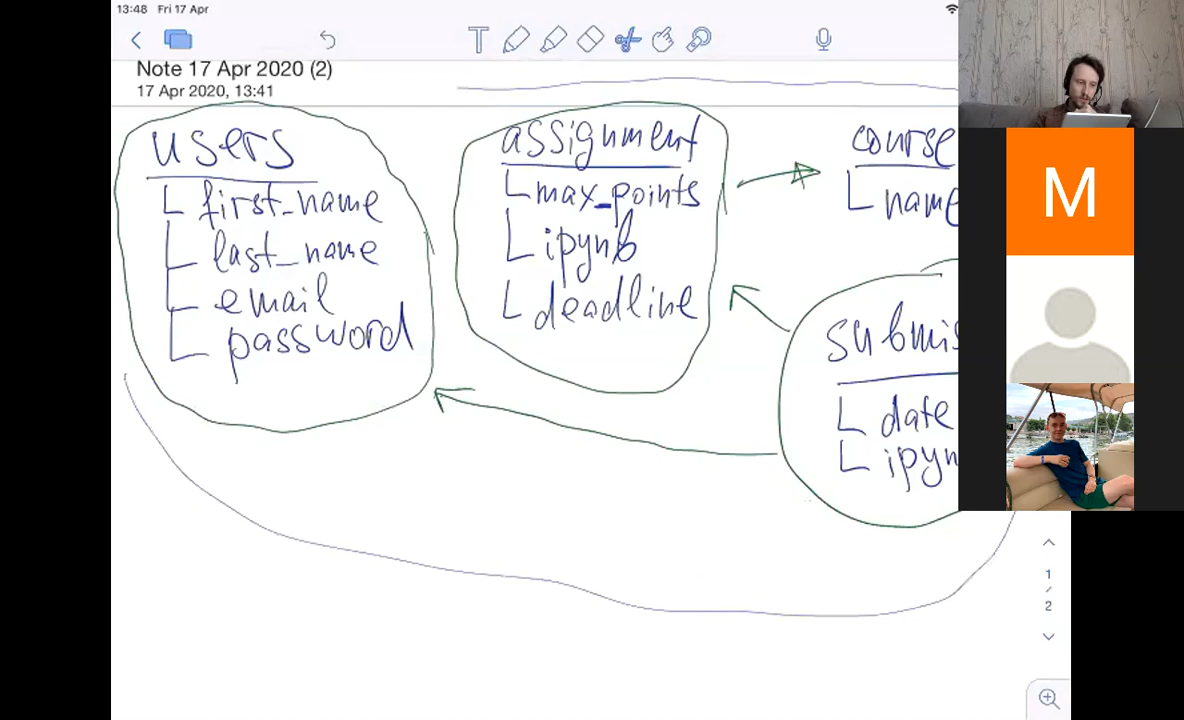 13:48 Fri 17 Apr
T
Note 17 Apr 2020 (2)
17 Apr 2020, 13:41
users
first_name
last_name
email
password
assignment
max_points
ipynb
deadline
course
name
submis
date
ipyn
M
1
/
2